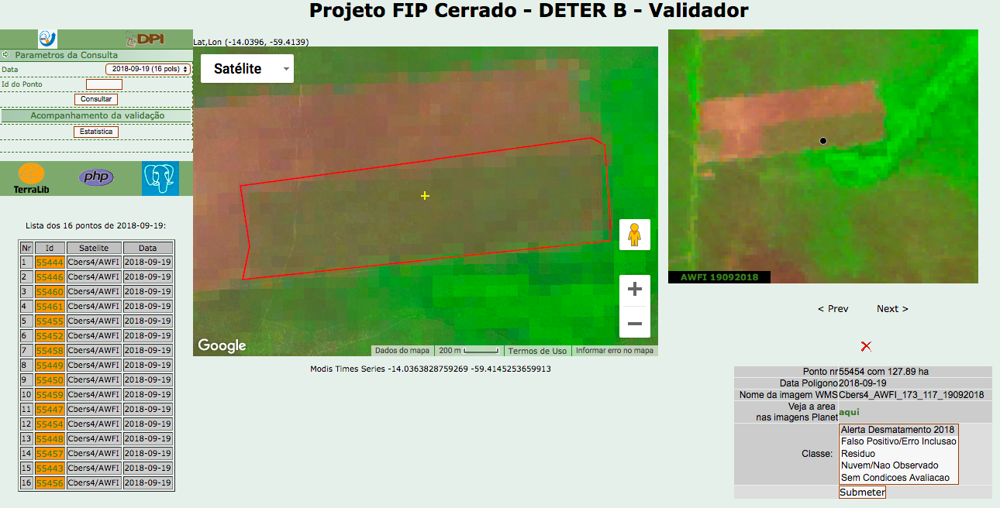 Projeto FIP Cerrado - DETER B - Validador
DPI
Parametros da Consulta
Data 2018-09-19 (16 pols)
Id do Ponto
Consultar
Acompanhamento da validação
Estatistica
TerraLib php
Lista dos 16 pontos de 2018-09-19:
Nr Id Satelite Data
1 55444 Cbers4/AWFI 2018-09-19
2 55446 Cbers4/AWFI 2018-09-19
3 55460 Cbers4/AWFI 2018-09-19
4 55461 Cbers4/AWFI 2018-09-19
5 55455 Cbers4/AWFI 2018-09-19
6 55452 Cbers4/AWFI 2018-09-19
7 55458 Cbers4/AWFI 2018-09-19
8 55449 Cbers4/AWFI 2018-09-19
9 55450 Cbers4/AWFI 2018-09-19
10 55459 Cbers4/AWFI 2018-09-19
11 55447 Cbers4/AWFI 2018-09-19
12 55454 Cbers4/AWFI 2018-09-19
13 55448 Cbers4/AWFI 2018-09-19
14 55457 Cbers4/AWFI 2018-09-19
15 55443 Cbers4/AWFI 2018-09-19
16 55456 Cbers4/AWFI 2018-09-19
Lat,Lon (-14.0396, -59.4139)
Satélite
Google
Dados do mapa 200 m Termos de Uso Informar erro no mapa
Modis Times Series -14.0363828759269 -59.4145253659913
AWFI 19092018
< Prev Next >
Ponto nr 55454 com 127.89 ha
Data Poligono 2018-09-19
Nome da imagem WMS Cbers4_AWFI_173_117_19092018
Veja a area
nas imagens Planet aqui
Classe:
Alerta Desmatamento 2018
Falso Positivo/Erro Inclusao
Residuo
Nuvem/Nao Observado
Sem Condicoes Avaliacao
Submeter